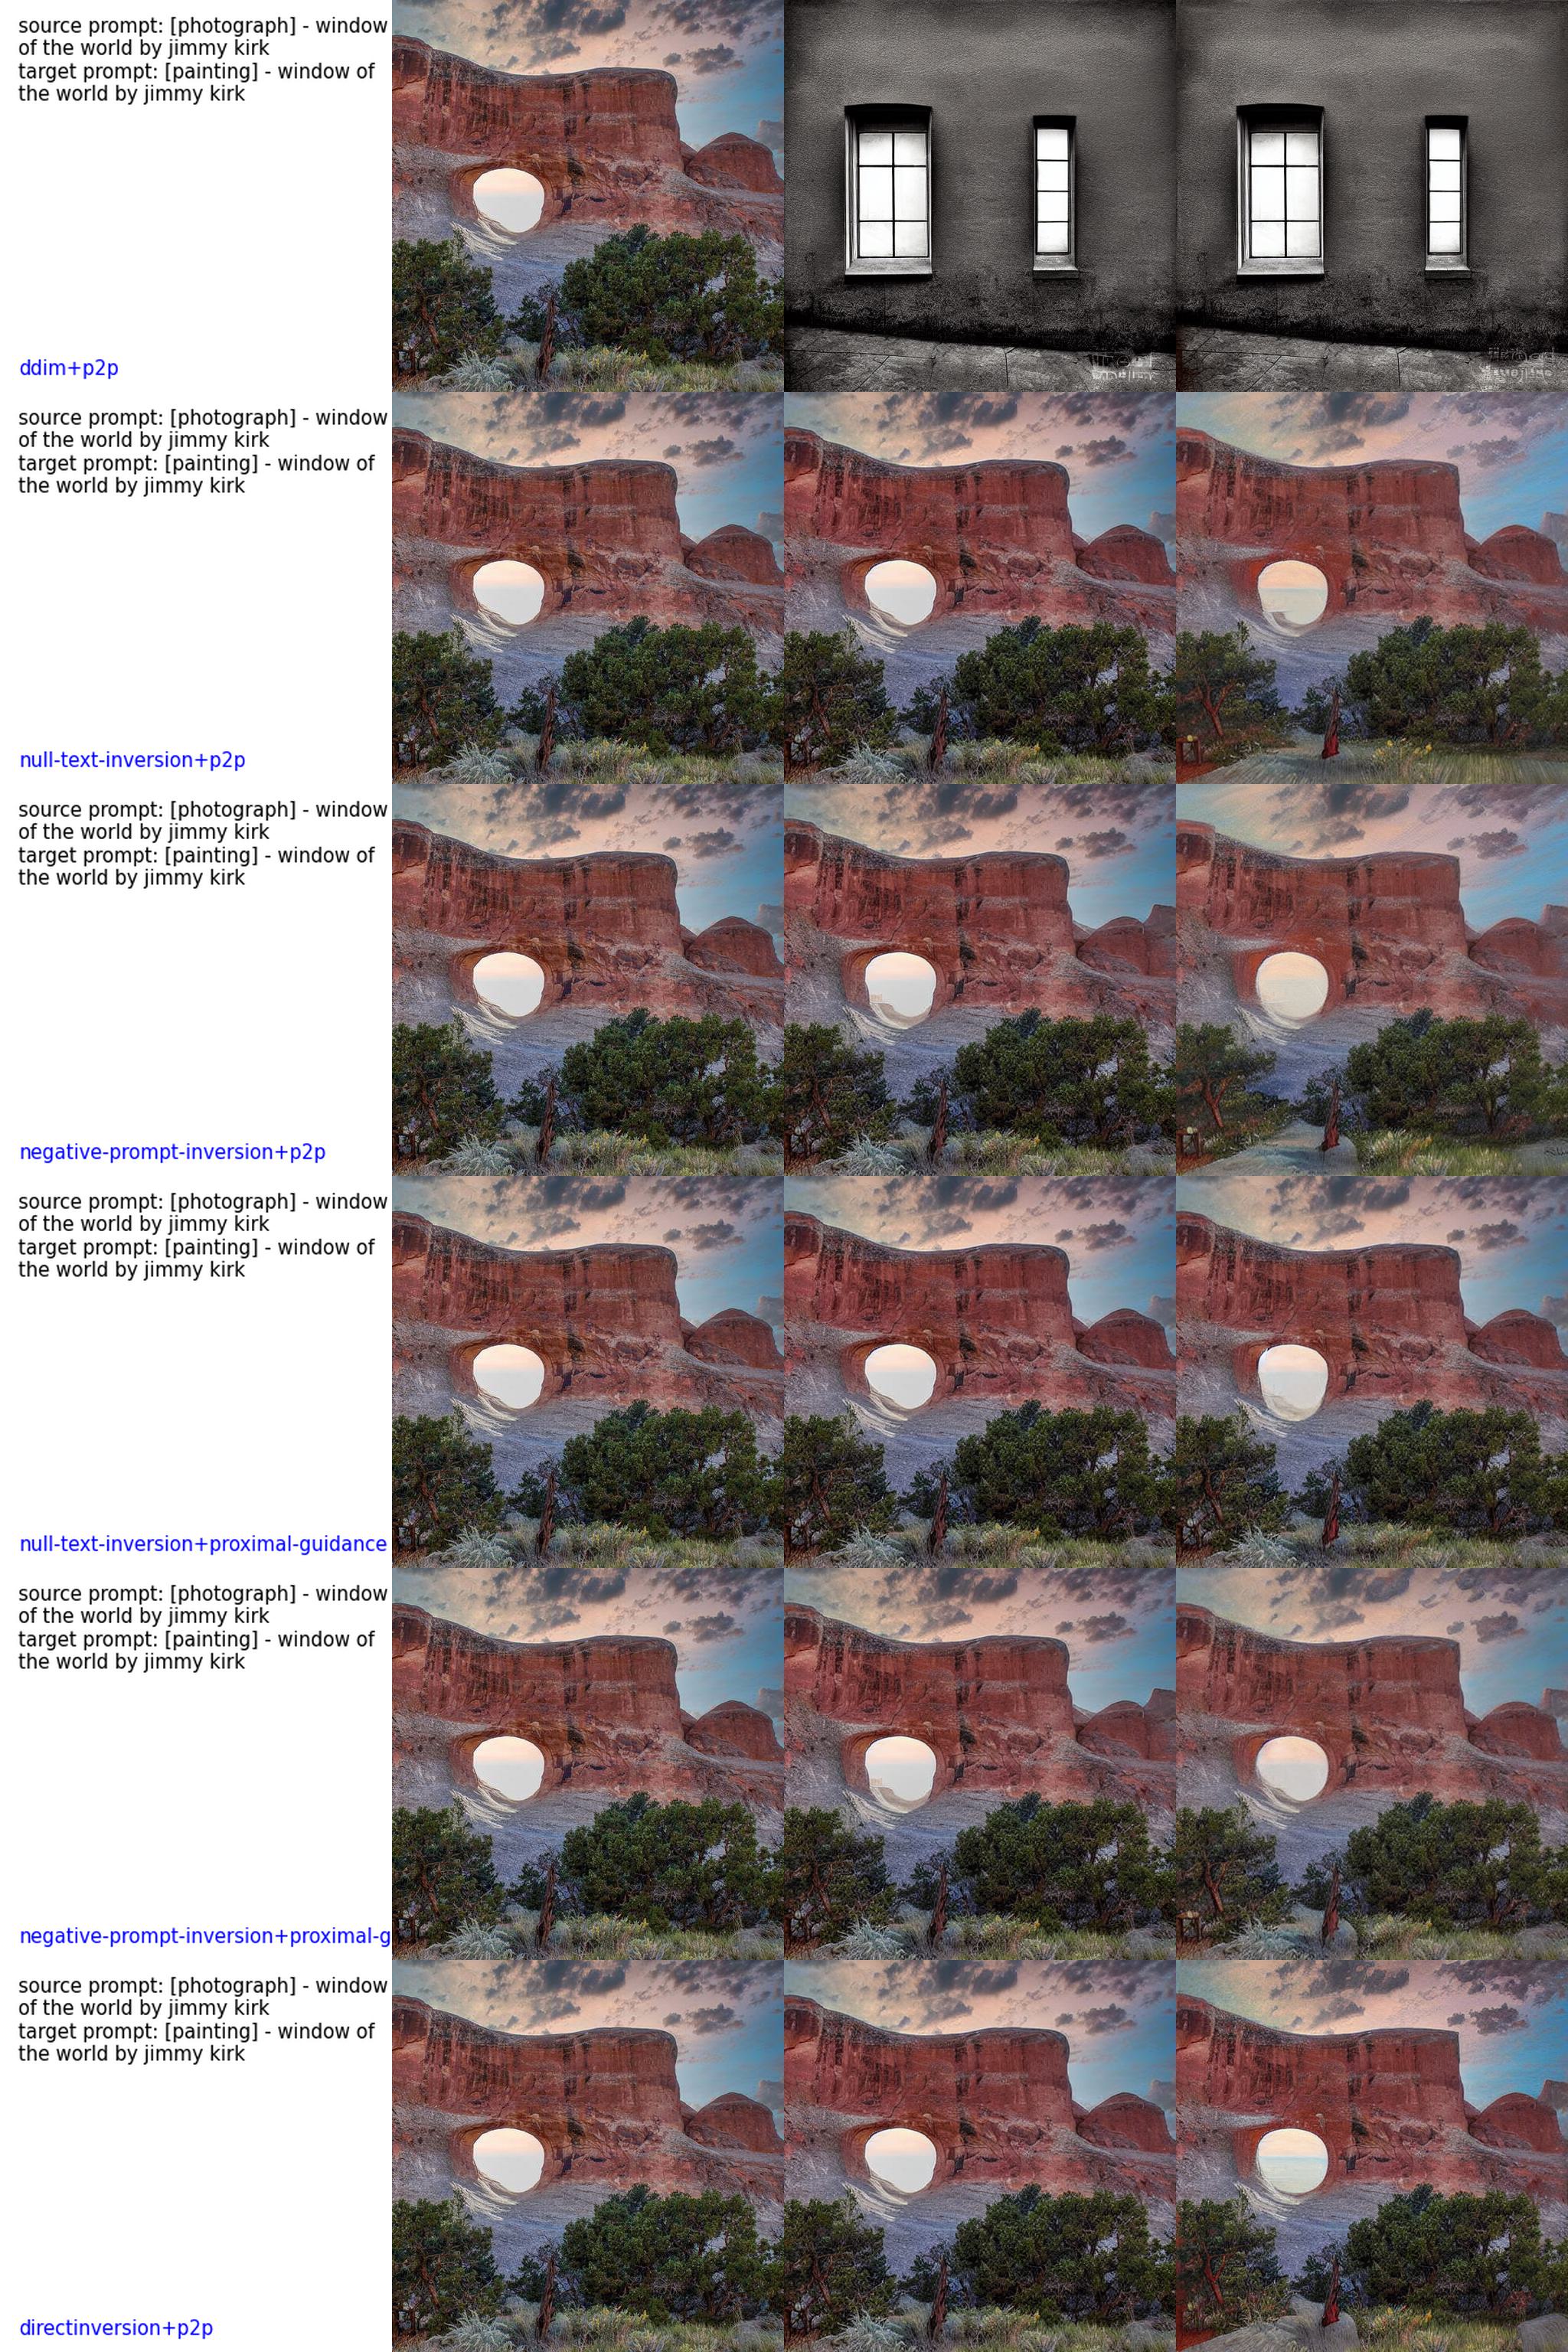 source prompt: [photograph] - window
of the world by jimmy kirk
target prompt: [painting] - window of
the world by jimmy kirk
ddim+p2p
source prompt: [photograph] - window
of the world by jimmy kirk
target prompt: [painting] - window of
the world by jimmy kirk
null-text-inversion+p2p
source prompt: [photograph] - window
of the world by jimmy kirk
target prompt: [painting] - window of
the world by jimmy kirk
negative-prompt-inversion+p2p
source prompt: [photograph] - window
of the world by jimmy kirk
target prompt: [painting] - window of
the world by jimmy kirk
null-text-inversion+proximal-guidance
source prompt: [photograph] - window
of the world by jimmy kirk
target prompt: [painting] - window of
the world by jimmy kirk
negative-prompt-inversion+proximal-g
source prompt: [photograph] - window
of the world by jimmy kirk
target prompt: [painting] - window of
the world by jimmy kirk
directinversion+p2p